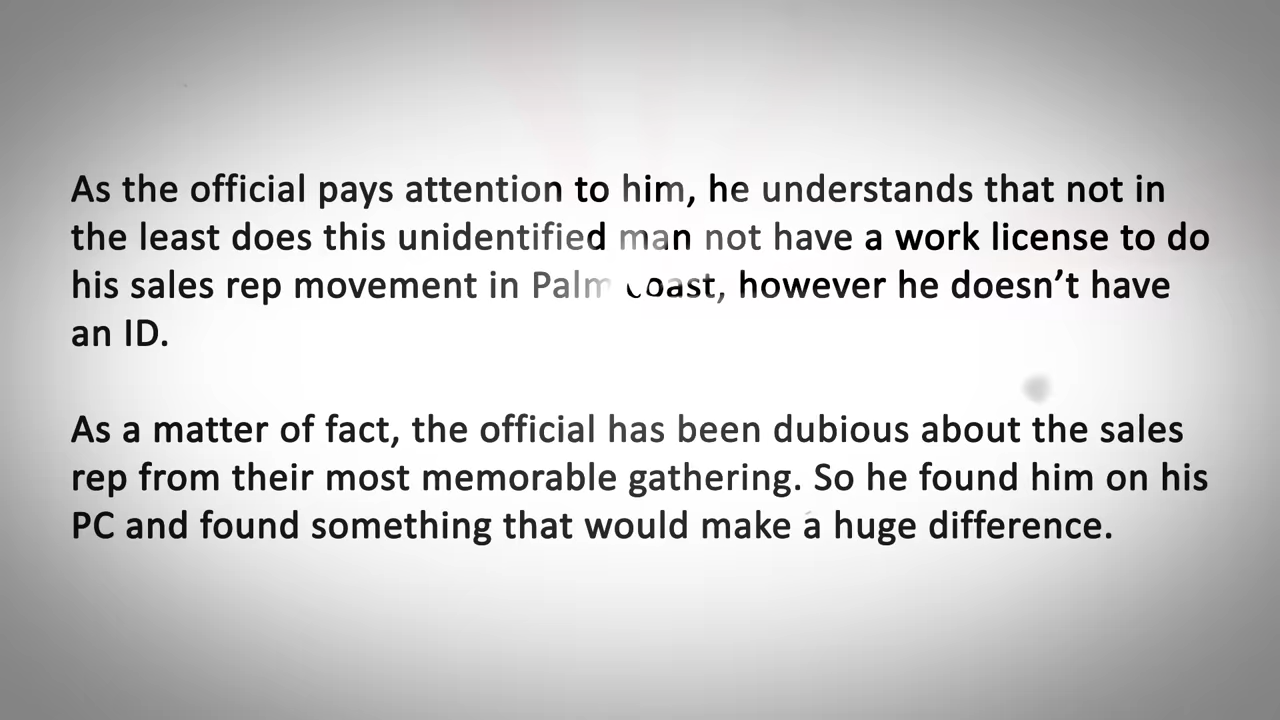 As the official pays attention to him, he understands that not in
the least does this unidentified man not have a work license to do
his sales rep movement in Palm Coast, however he doesn’t have
an ID.
As a matter of fact, the official has been dubious about the sales
rep from their most memorable gathering. So he found him on his
PC and found something that would make a huge difference.